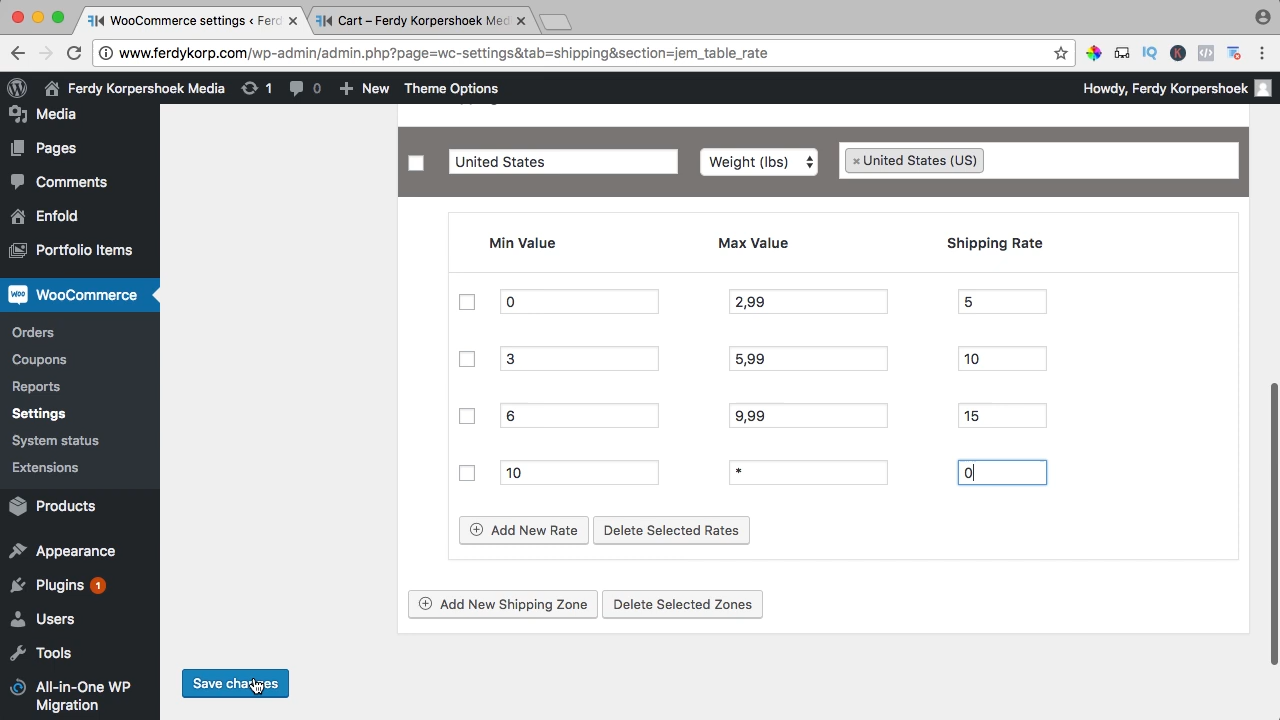 WooCommerce settings ‹ Ferd
Cart – Ferdy Korpershoek Med
www.ferdykorp.com/wp-admin/admin.php?page=wc-settings&tab=shipping&section=jem_table_rate
Ferdy Korpershoek Media 1 0 New Theme Options Howdy, Ferdy Korpershoek
Media
Pages
Comments
Enfold
Portfolio Items
WooCommerce
Orders
Coupons
Reports
Settings
System status
Extensions
Products
Appearance
Plugins 1
Users
Tools
All-in-One WP
Migration
United States Weight (lbs) × United States (US)
Min Value Max Value Shipping Rate
0 2,99 5
3 5,99 10
6 9,99 15
10 * 0
Add New Rate Delete Selected Rates
Add New Shipping Zone Delete Selected Zones
Save changes